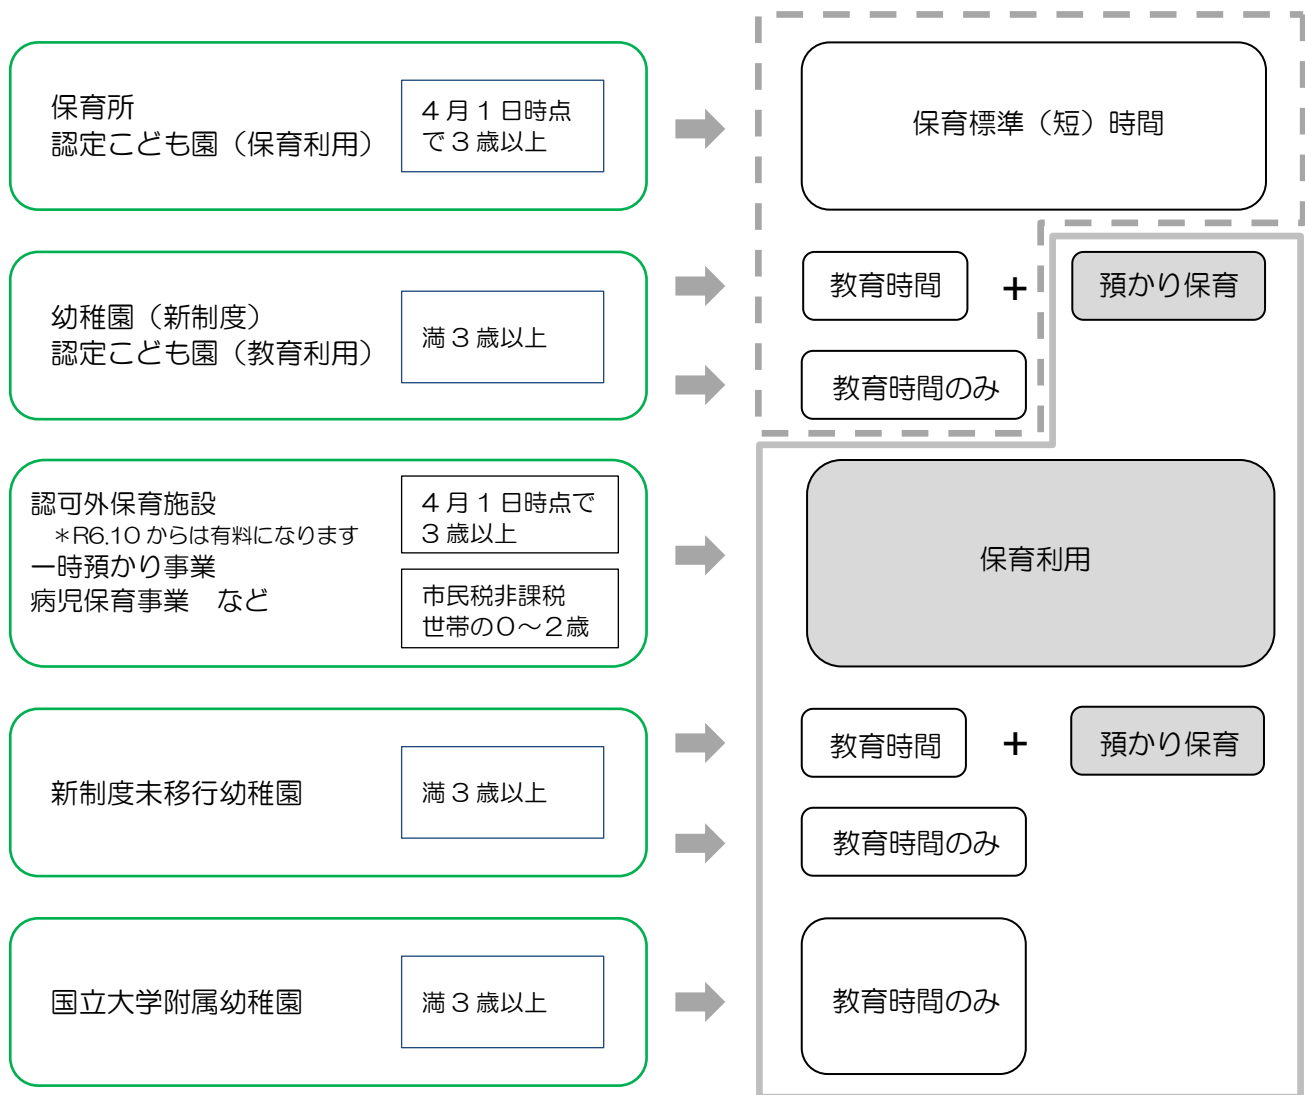 保育所
認定こども園（保育利用）
４月１日時点
で３歳以上
保育標準（短）時間
幼稚園（新制度）
認定こども園（教育利用）
満３歳以上
教育時間
+
預かり保育
教育時間のみ
認可外保育施設
＊R6.10からは有料になります
一時預かり事業
病児保育事業　など
４月１日時点で
３歳以上
市民税非課税
世帯の０～２歳
保育利用
新制度未移行幼稚園
満３歳以上
教育時間
+
預かり保育
教育時間のみ
国立大学附属幼稚園
満３歳以上
教育時間のみ